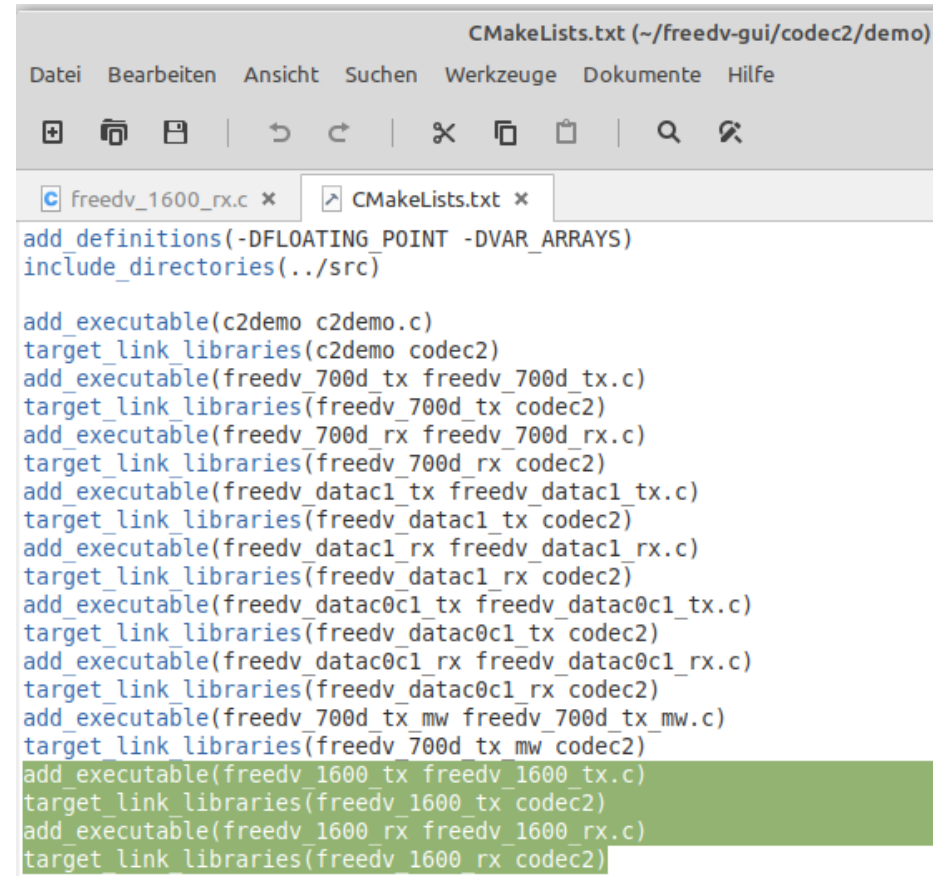 CMakeLists.txt (~/freedv-gui/codec2/demo)
Datei Bearbeiten Ansicht Suchen Werkzeuge Dokumente Hilfe
freedv_1600_rx.c CMakeLists.txt
add_definitions(-DFLOATING_POINT -DVAR_ARRAYS)
include_directories(../src)
add_executable(c2demo c2demo.c)
target_link_libraries(c2demo codec2)
add_executable(freedv_700d_tx freedv_700d_tx.c)
target_link_libraries(freedv_700d_tx codec2)
add_executable(freedv_700d_rx freedv_700d_rx.c)
target_link_libraries(freedv_700d_rx codec2)
add_executable(freedv_datac1_tx freedv_datac1_tx.c)
target_link_libraries(freedv_datac1_tx codec2)
add_executable(freedv_datac1_rx freedv_datac1_rx.c)
target_link_libraries(freedv_datac1_rx codec2)
add_executable(freedv_datac0c1_tx freedv_datac0c1_tx.c)
target_link_libraries(freedv_datac0c1_tx codec2)
add_executable(freedv_datac0c1_rx freedv_datac0c1_rx.c)
target_link_libraries(freedv_datac0c1_rx codec2)
add_executable(freedv_700d_tx_mw freedv_700d_tx_mw.c)
target_link_libraries(freedv_700d_tx_mw codec2)
add_executable(freedv_1600_tx freedv_1600_tx.c)
target_link_libraries(freedv_1600_tx codec2)
add_executable(freedv_1600_rx freedv_1600_rx.c)
target_link_libraries(freedv_1600_rx codec2)